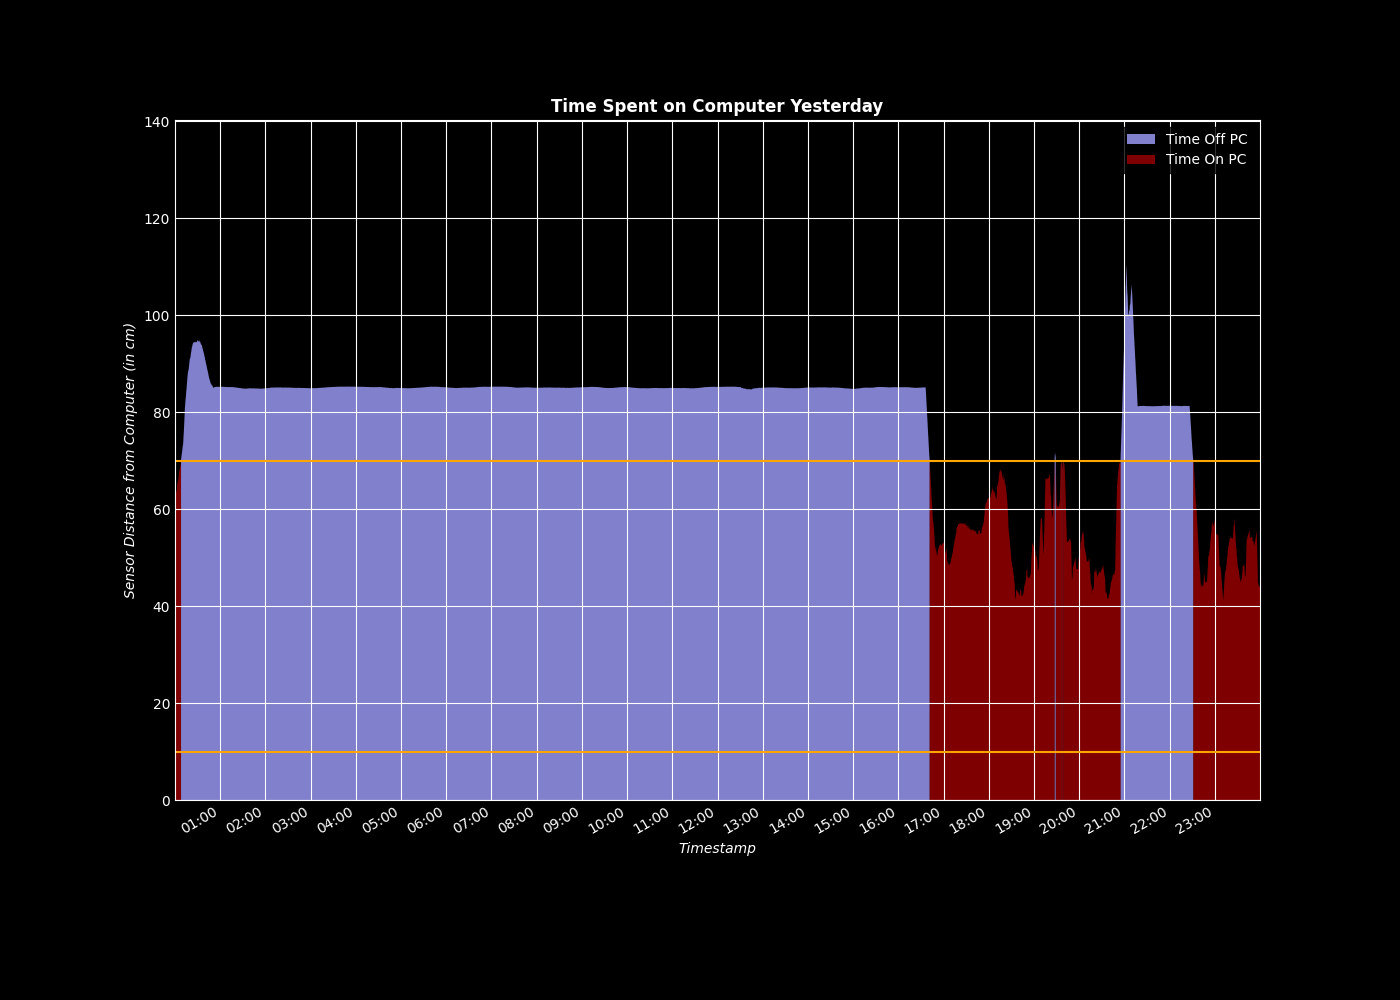 Time Spent on Computer Yesterday
Time Off PC
Time On PC
Sensor Distance from Computer (in cm)
140
120
100
80
60
40
20
0
01:00 02:00 03:00 04:00 05:00 06:00 07:00 08:00 09:00 10:00 11:00 12:00 13:00 14:00 15:00 16:00 17:00 18:00 19:00 20:00 21:00 22:00 23:00
Timestamp